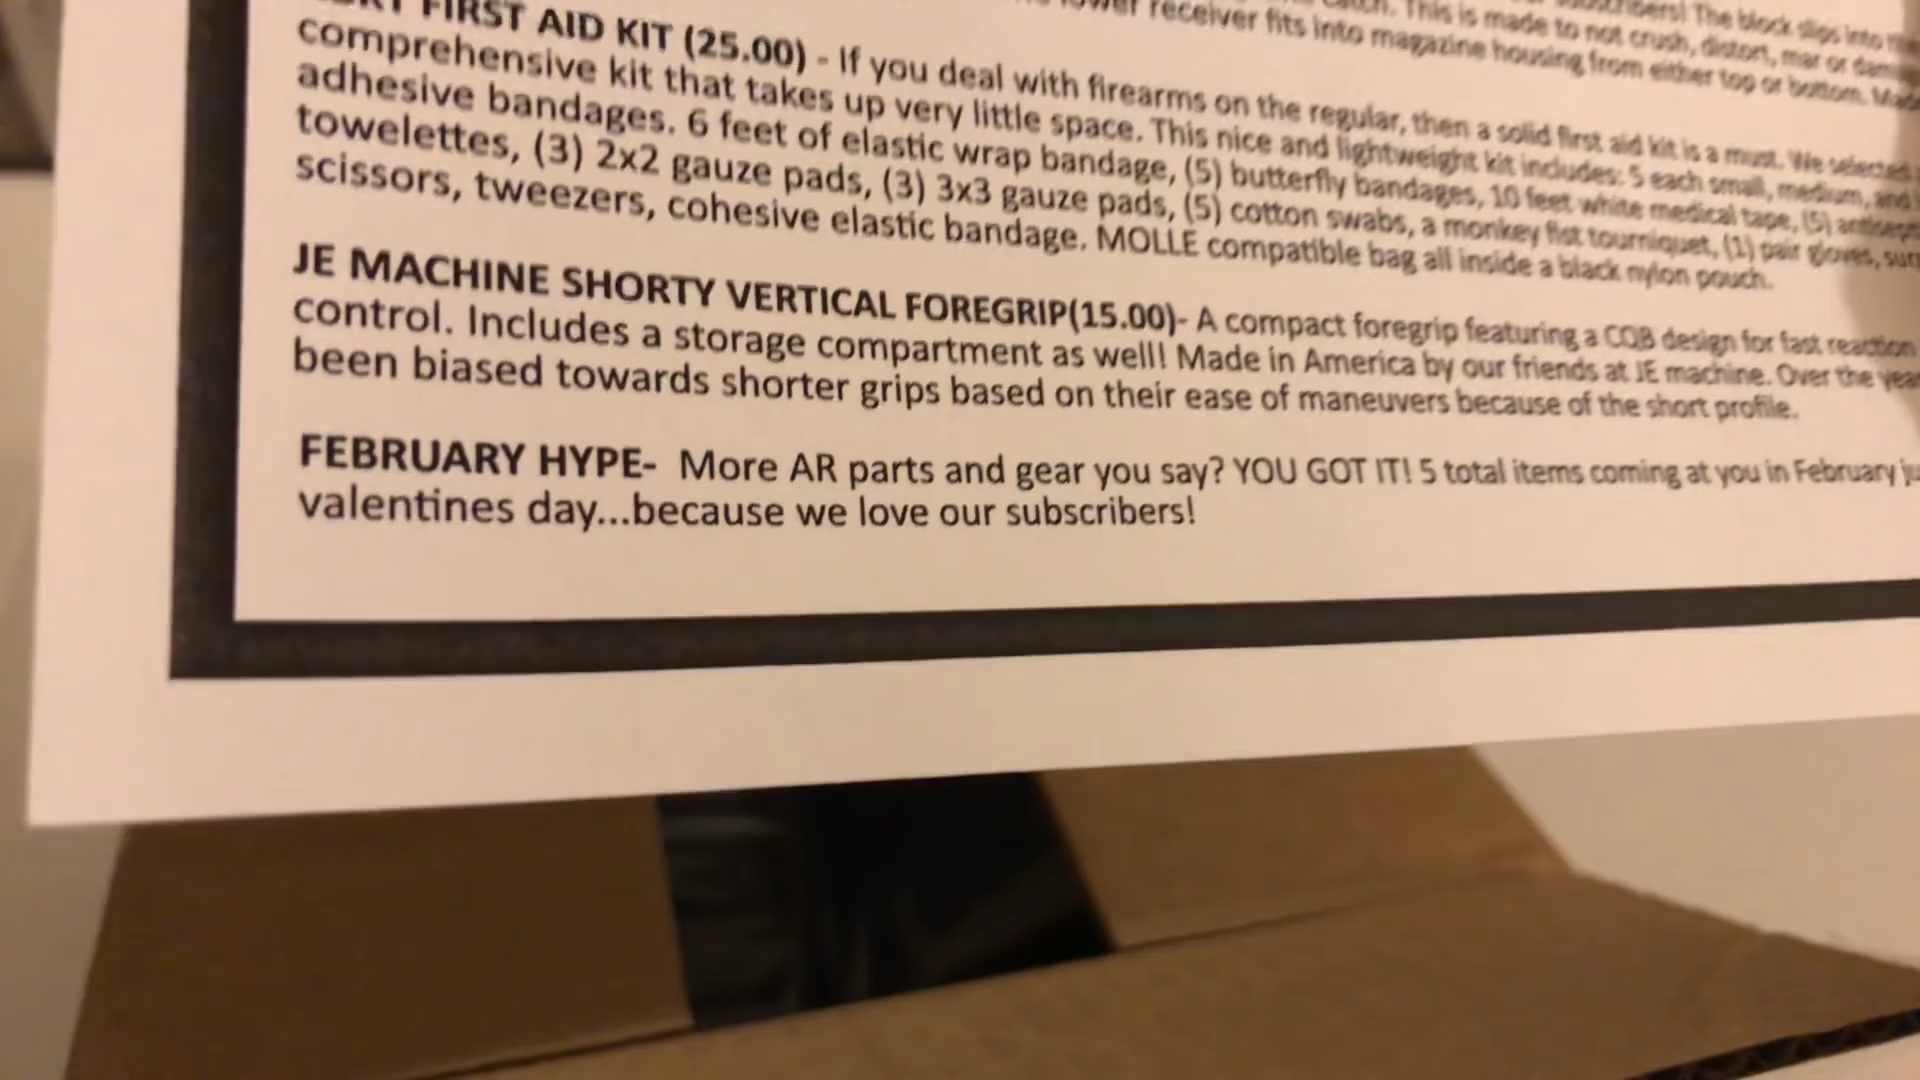 subscribers! The block slips into
catch. This is made to not crush, distort, mar or
lower receiver fits into magazine housing from either top or bottom.
FIRST AID KIT (25.00) - If you deal with firearms on the regular, then a solid first aid kit is a must. We selected
comprehensive kit that takes up very little space. This nice and lightweight kit includes: 5 each small, medium, and
adhesive bandages. 6 feet of elastic wrap bandage, (5) butterfly bandages, 10 feet white medical tape, (5)
towelettes, (3) 2x2 gauze pads, (3) 3x3 gauze pads, (5) cotton swabs, a monkey fist tourniquet, (1) pair gloves,
scissors, tweezers, cohesive elastic bandage. MOLLE compatible bag all inside a black nylon pouch.
JE MACHINE SHORTY VERTICAL FOREGRIP(15.00)- A compact foregrip featuring a CQB design for fast reaction
control. Includes a storage compartment as well! Made in America by our friends at JE machine. Over the
been biased towards shorter grips based on their ease of maneuvers because of the short profile.
FEBRUARY HYPE- More AR parts and gear you say? YOU GOT IT! 5 total items coming at you in February
valentines day...because we love our subscribers!